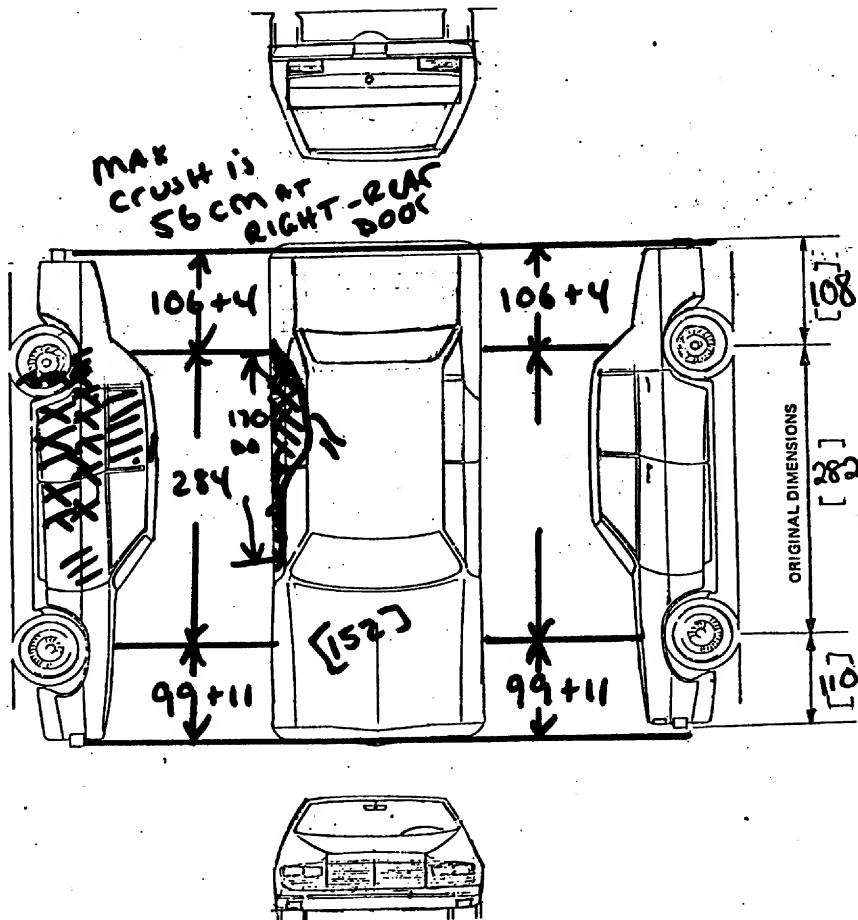 MAX
CRUSH is
56 cm AT
RIGHT-REAR
DOOR
106+4
106+4
[108]
170
284
ORIGINAL DIMENSIONS
[152]
99+11
99+11
[110]